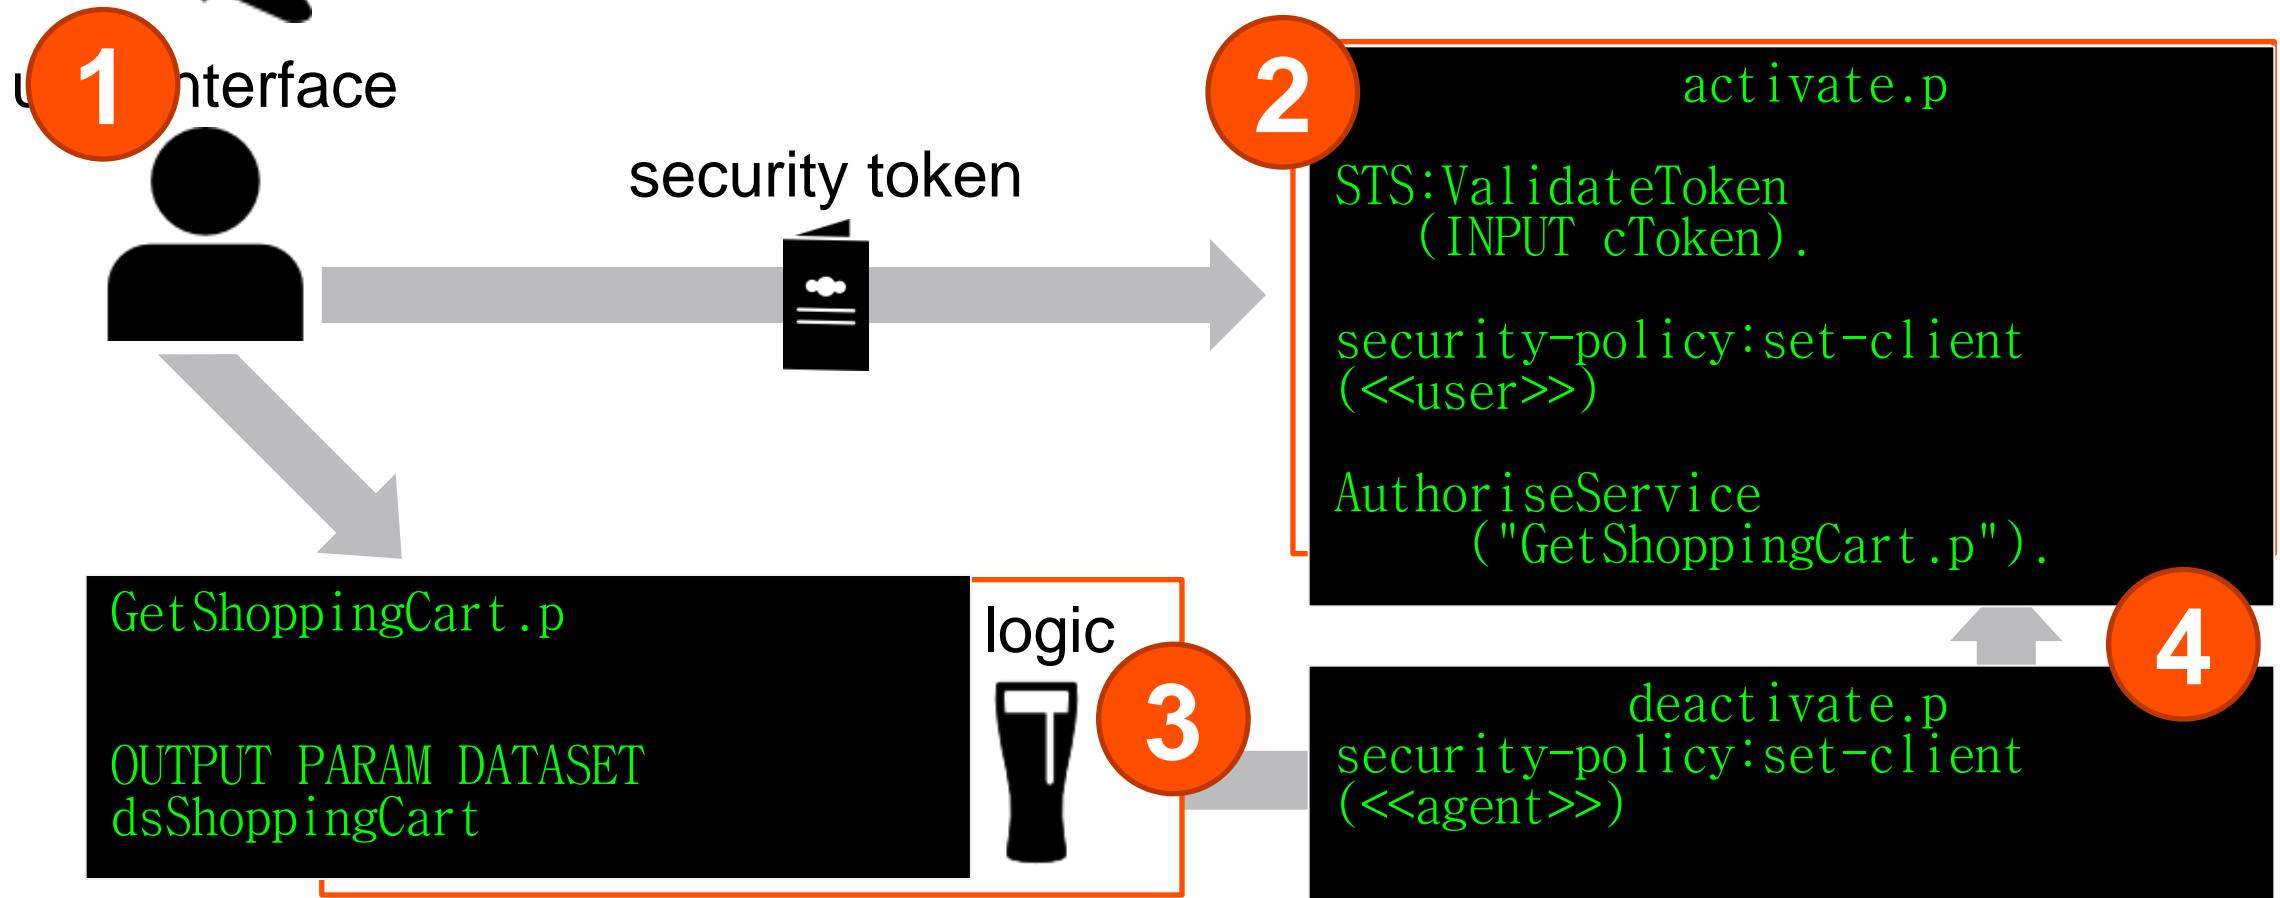 1
nterface
security token
2
activate.p
STS:ValidateToken
(INPUT cToken).
security-policy:set-client
(<<user>>)
AuthoriseService
("GetShoppingCart.p").
GetShoppingCart.p
OUTPUT PARAM DATASET
dsShoppingCart
logic
3
4
deactivate.p
security-policy:set-client
(<<agent>>)